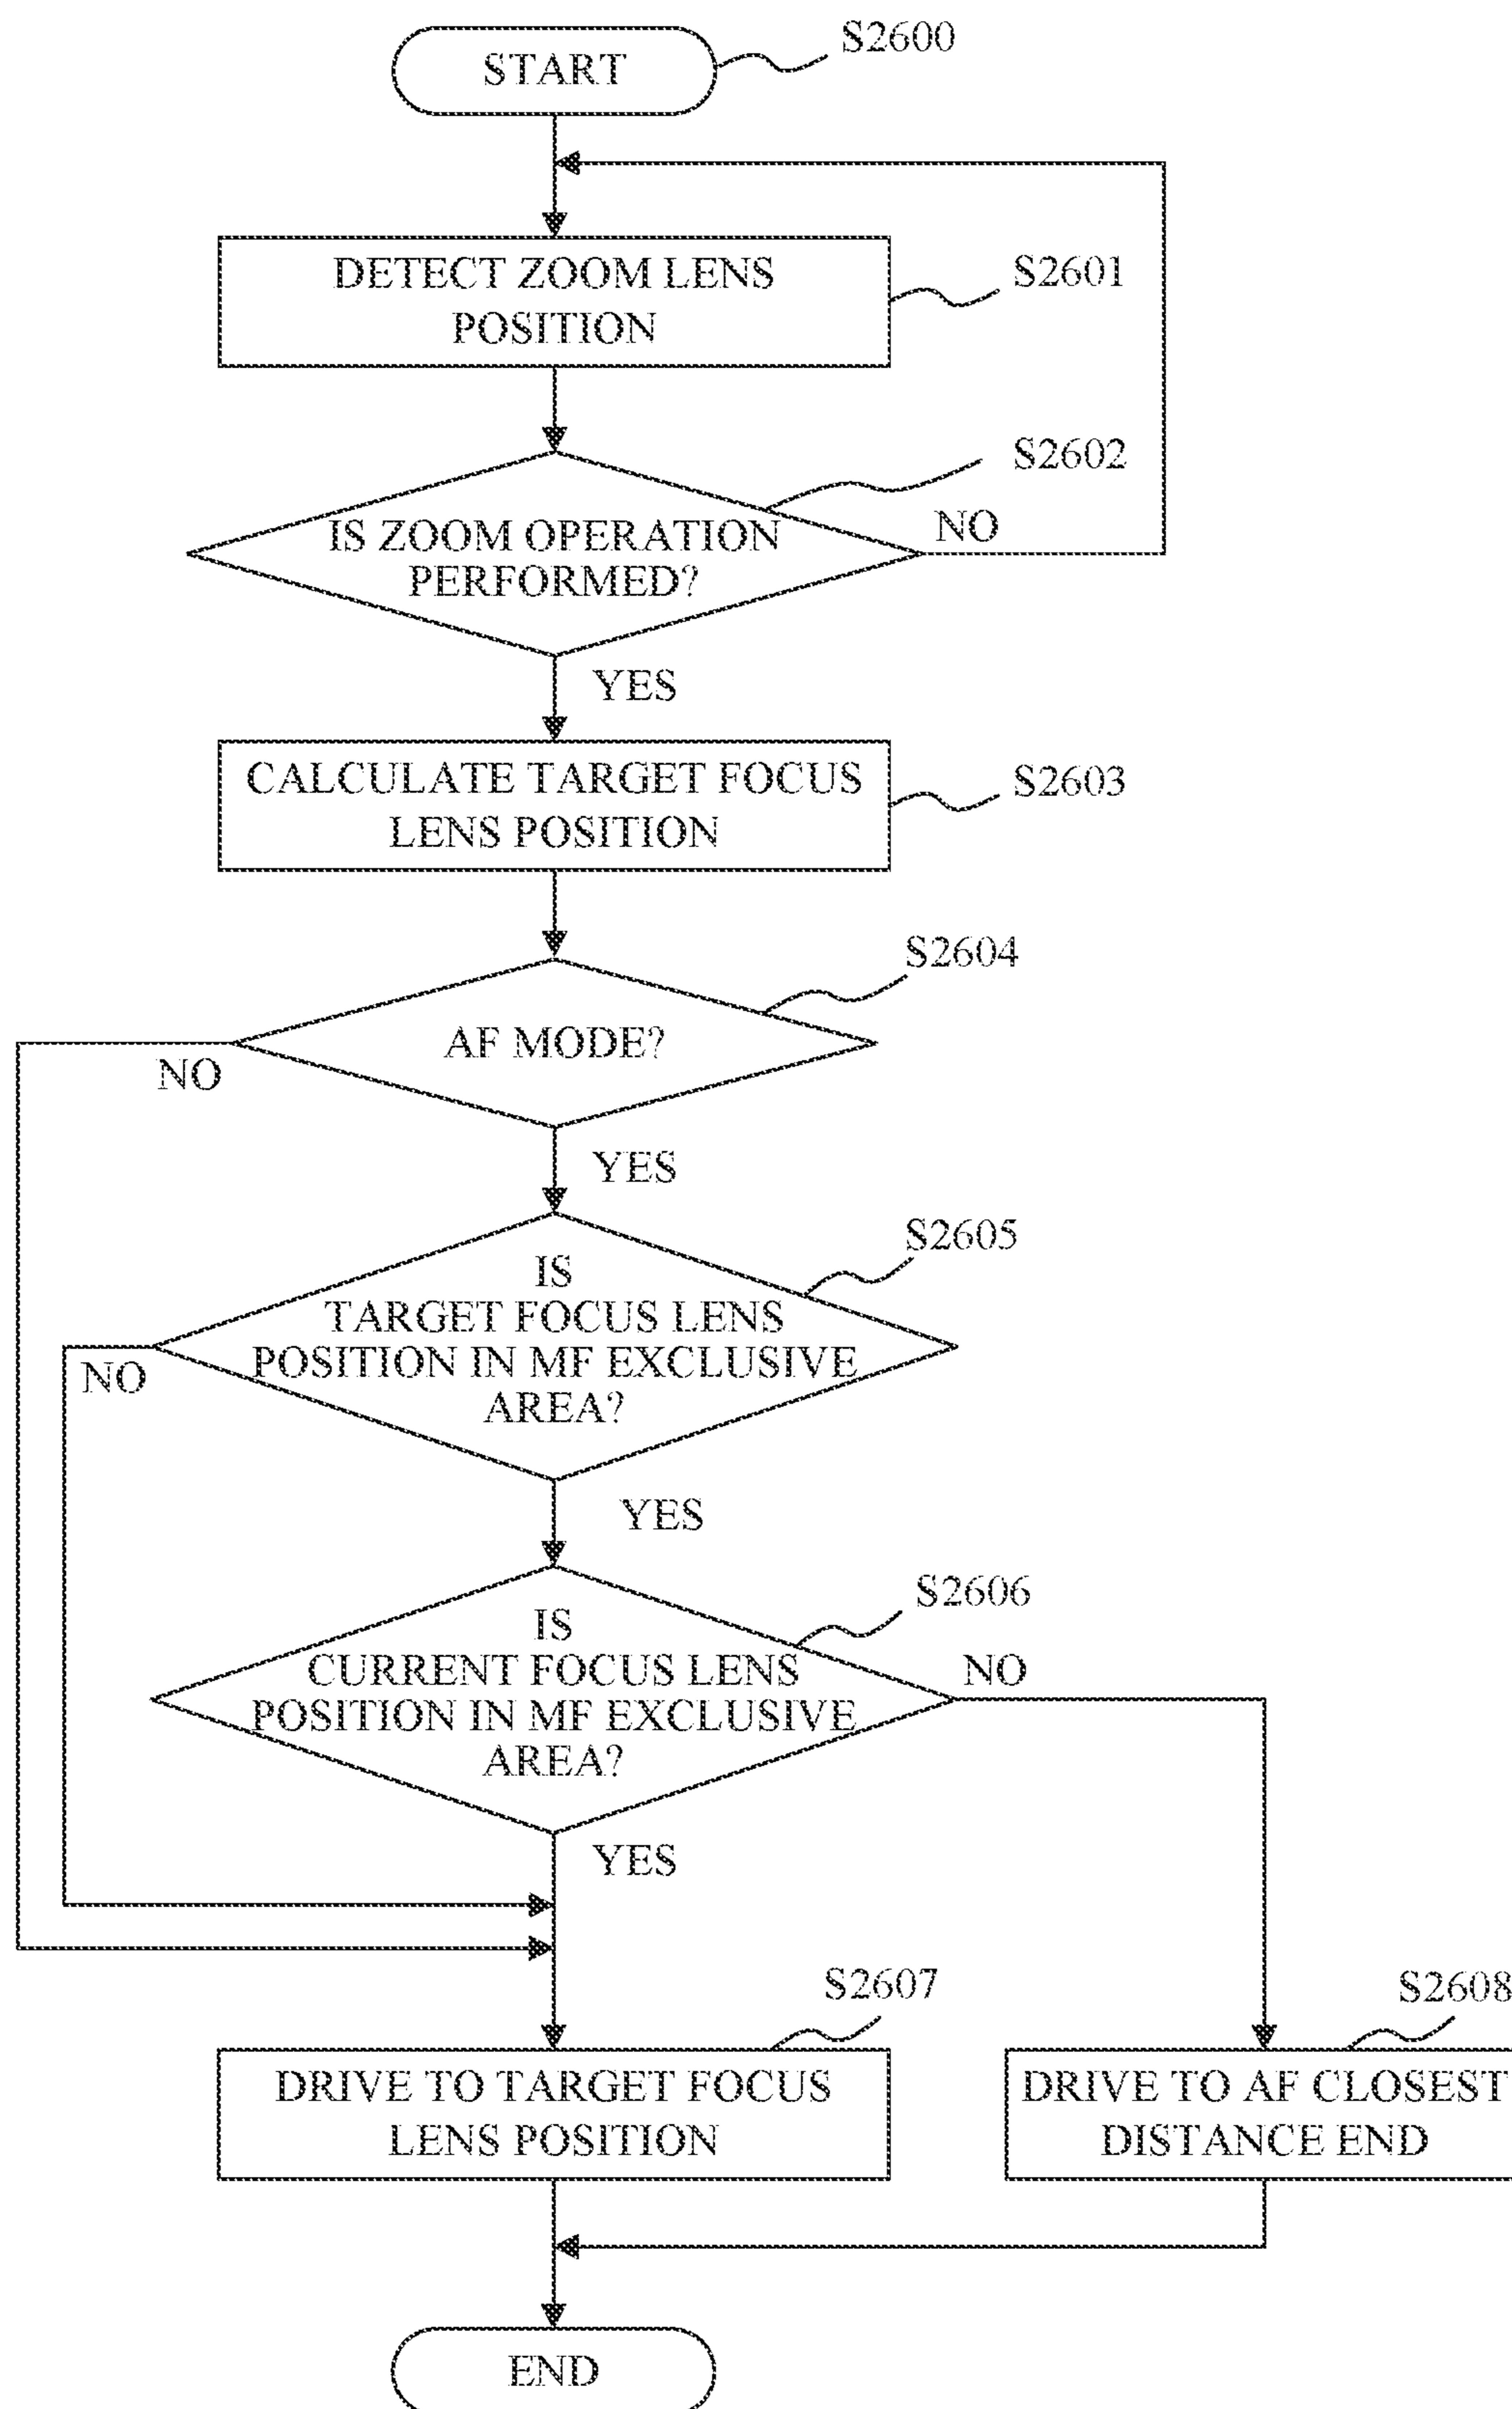 START
S2600
DETECT ZOOM LENS
POSITION
S2601
S2602
IS ZOOM OPERATION
PERFORMED?
NO
YES
CALCULATE TARGET FOCUS
LENS POSITION
S2603
S2604
AF MODE?
NO
YES
S2605
IS
TARGET FOCUS LENS
POSITION IN MF EXCLUSIVE
AREA?
NO
YES
S2606
IS
CURRENT FOCUS LENS
POSITION IN MF EXCLUSIVE
AREA?
NO
YES
S2607
DRIVE TO TARGET FOCUS
LENS POSITION
S2608
DRIVE TO AF CLOSEST
DISTANCE END
END